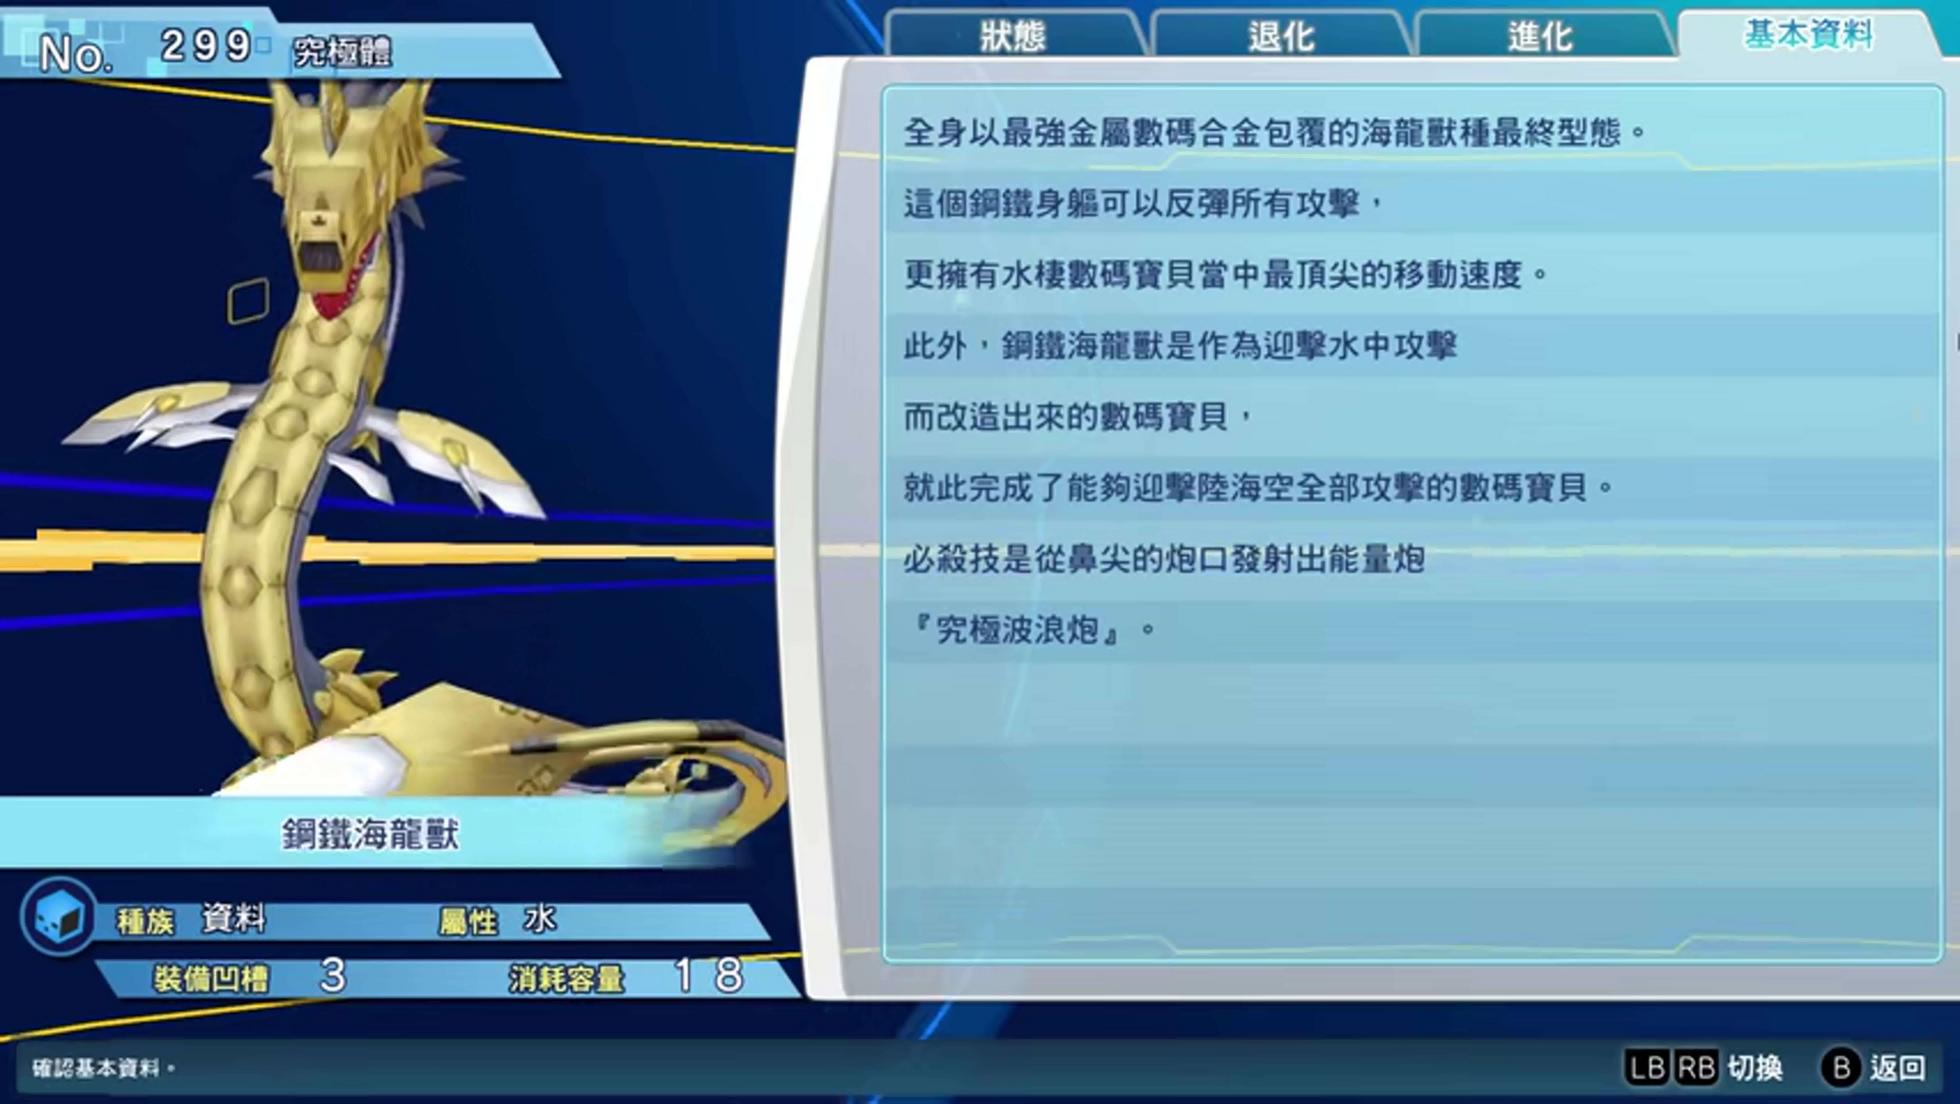 No. 299 究極體
狀態 退化 進化 基本資料
全身以最強金屬數碼合金包覆的海龍獸種最終型態。
這個鋼鐵身軀可以反彈所有攻擊，
更擁有水棲數碼寶貝當中最頂尖的移動速度。
此外，鋼鐵海龍獸是作為迎擊水中攻擊
而改造出來的數碼寶貝，
就此完成了能夠迎擊陸海空全部攻擊的數碼寶貝。
必殺技是從鼻尖的炮口發射出能量炮
『究極波浪炮』。
鋼鐵海龍獸
種族 資料 屬性 水
裝備凹槽 3 消耗容量 18
確認基本資料。
LB RB 切換 B 返回